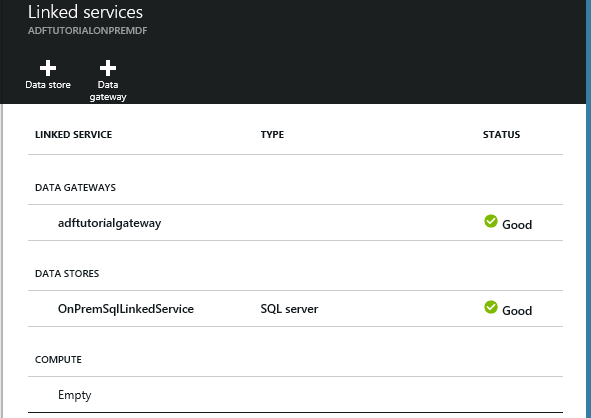 Linked services
ADFTUTORIALONPREMDF
Data store
Data gateway
LINKED SERVICE TYPE STATUS
DATA GATEWAYS
adftutorialgateway Good
DATA STORES
OnPremSqlLinkedService SQL server Good
COMPUTE
Empty